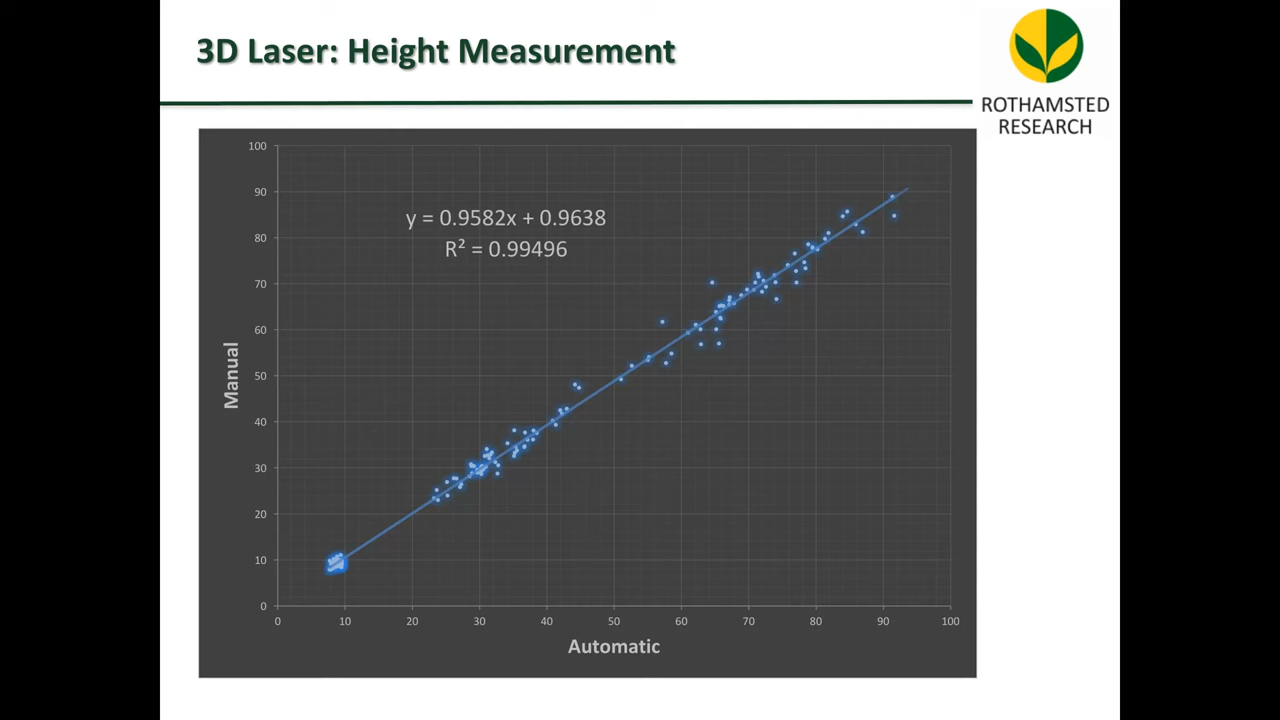 3D Laser: Height Measurement
ROTHAMSTED
RESEARCH
y = 0.9582x + 0.9638
R² = 0.99496
Manual
100
90
80
70
60
50
40
30
20
10
0
0 10 20 30 40 50 60 70 80 90 100
Automatic